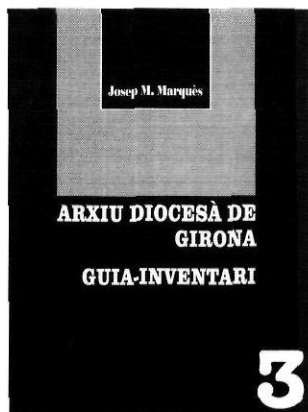 Josep M. Marquès
ARXIU DIOCESÀ DE
GIRONA
GUIA-INVENTARI
3